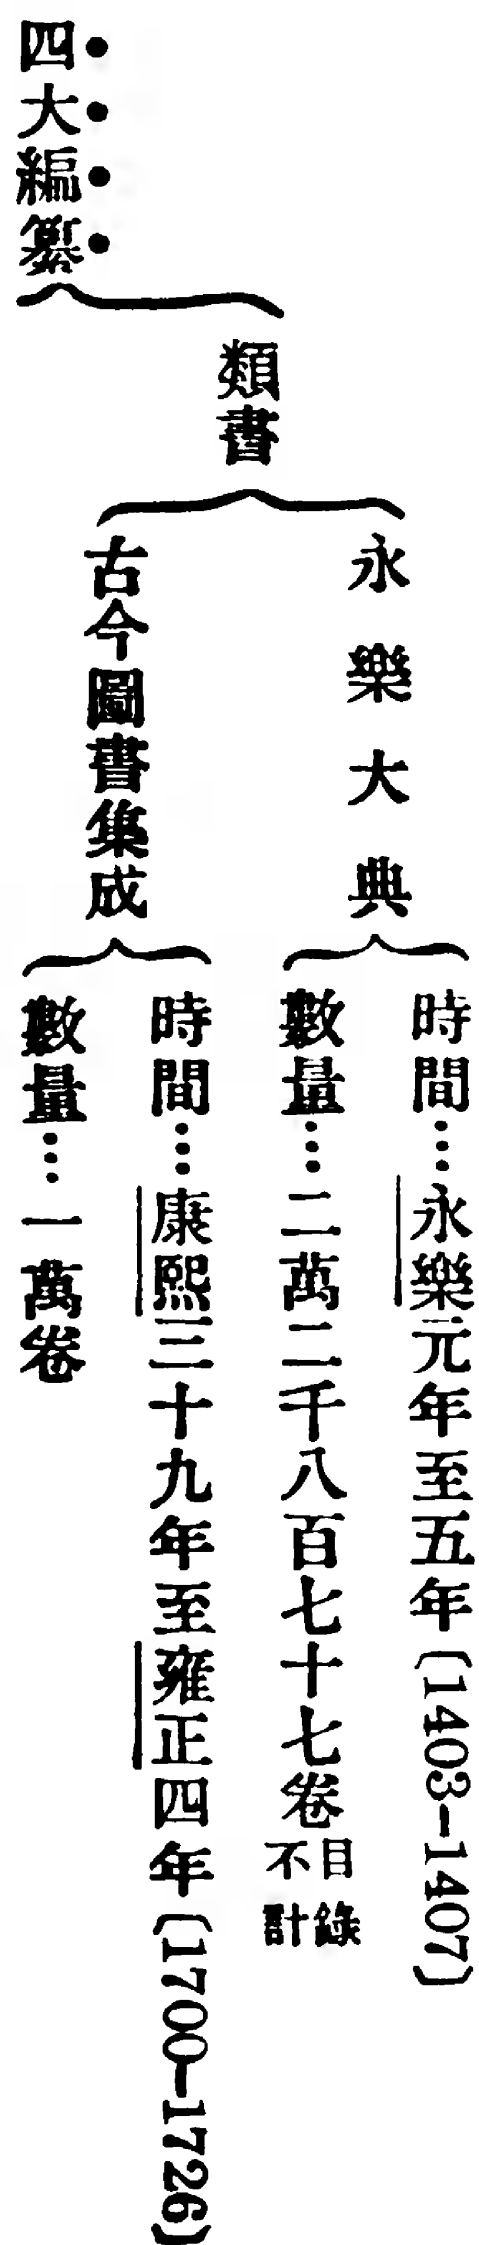 四大編纂
類書
永樂大典
時間…永樂元年至五年〔1403-1407〕
數量…二萬二千八百七十七卷目錄不計
古今圖書集成
時間…康熙三十九年至雍正四年〔1700-1726〕
數量…一萬卷